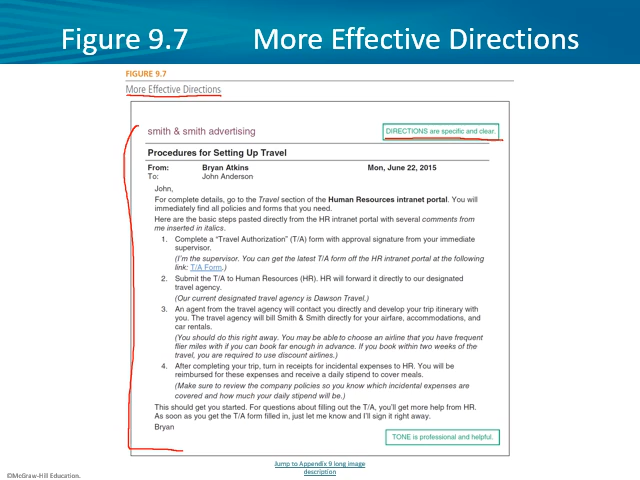 Figure 9.7 More Effective Directions
FIGURE 9.7
More Effective Directions
smith & smith advertising
DIRECTIONS are specific and clear.
Procedures for Setting Up Travel
From: Bryan Atkins Mon, June 22, 2015
To: John Anderson
John,
For complete details, go to the Travel section of the Human Resources intranet portal. You will
immediately find all policies and forms that you need.
Here are the basic steps pasted directly from the HR intranet portal with several comments from
me inserted in italics.
1. Complete a “Travel Authorization” (T/A) form with approval signature from your immediate
supervisor.
(I'm the supervisor. You can get the latest T/A form off the HR intranet portal at the following
link: T/A Form.)
2. Submit the T/A to Human Resources (HR). HR will forward it directly to our designated
travel agency.
(Our current designated travel agency is Dawson Travel.)
3. An agent from the travel agency will contact you directly and develop your trip itinerary with
you. The travel agency will bill Smith & Smith directly for your airfare, accommodations, and
car rentals.
(You should do this right away. You may be able to choose an airline that you have frequent
flier miles with if you can book far enough in advance. If you book within two weeks of the
travel, you are required to use discount airlines.)
4. After completing your trip, turn in receipts for incidental expenses to HR. You will be
reimbursed for these expenses and receive a daily stipend to cover meals.
(Make sure to review the company policies so you know which incidental expenses are
covered and how much your daily stipend will be.)
This should get you started. For questions about filling out the T/A, you'll get more help from HR.
As soon as you get the T/A form filled in, just let me know and I'll sign it right away.
Bryan
TONE is professional and helpful.
Jump to Appendix 9 long image
description
©McGraw-Hill Education.